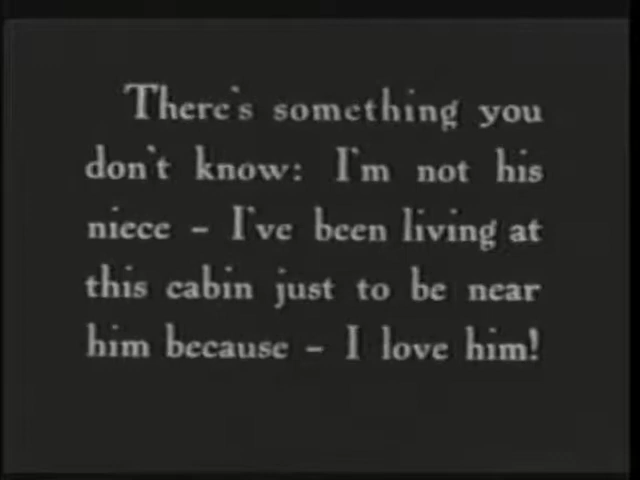 There's something you
don't know: I'm not his
niece - I've been living at
this cabin just to be near
him because - I love him!